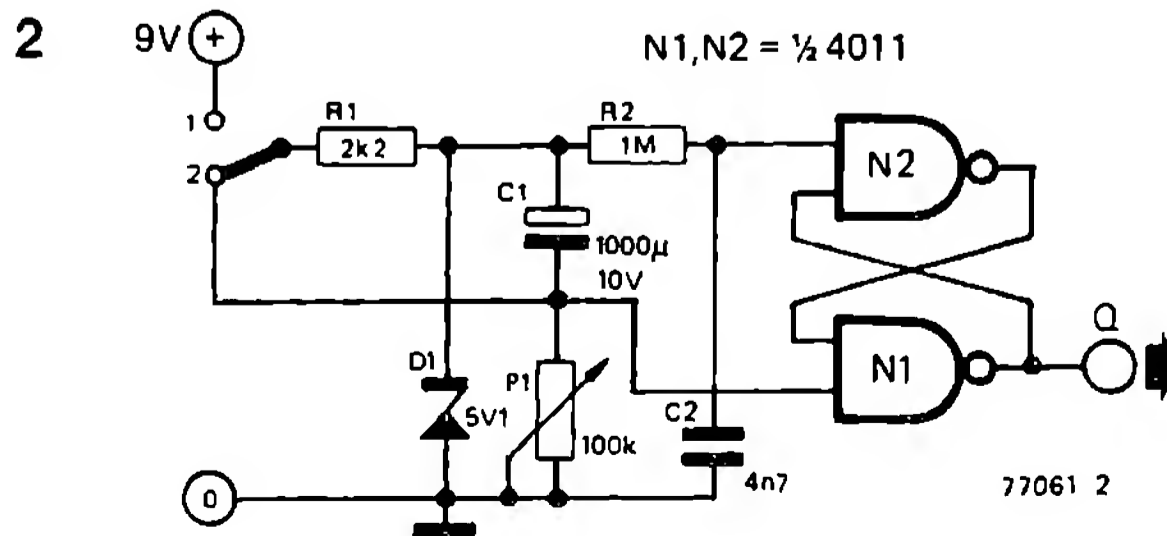 2
9V +
N1,N2 = ½ 4011
1
R1
2k2
R2
1M
2
C1
1000µ
10V
N2
D1
5V1
P1
100k
C2
4n7
N1
Q
0
77061 2